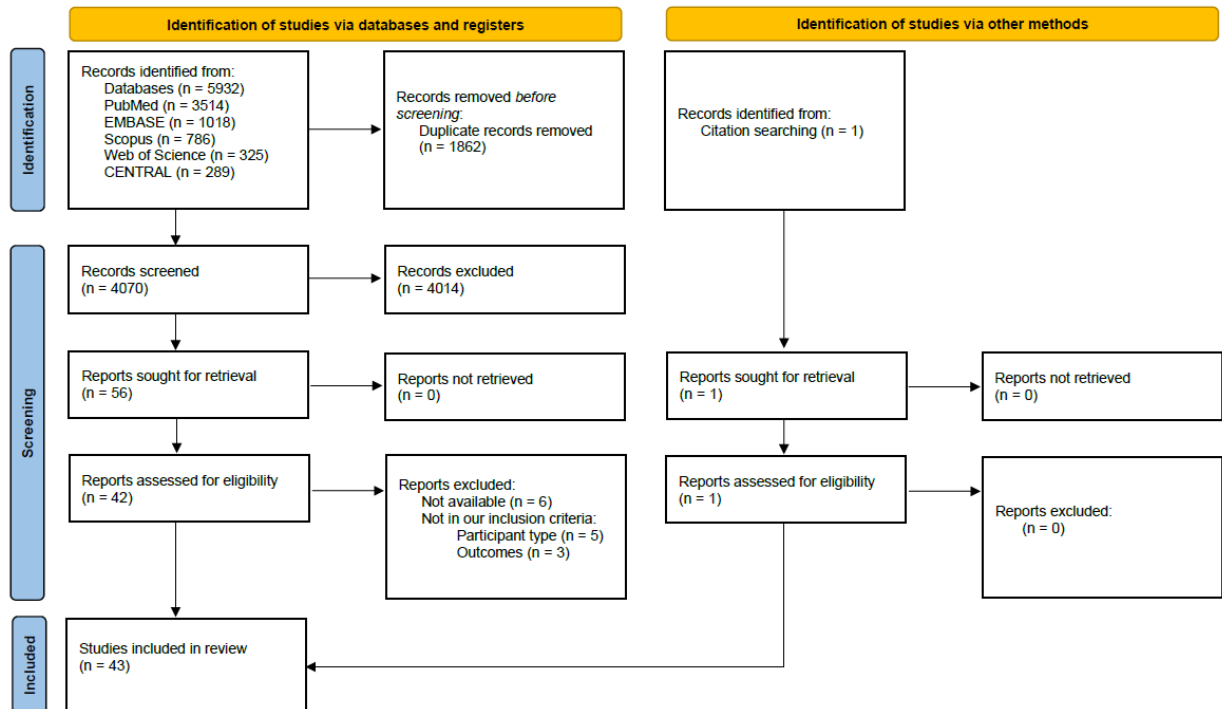 Identification of studies via databases and registers
Identification of studies via other methods
Identification
Records identified from:
Databases (n = 5932)
PubMed (n = 3514)
EMBASE (n = 1018)
Scopus (n = 786)
Web of Science (n = 325)
CENTRAL (n = 289)
Records removed before
screening:
Duplicate records removed
(n = 1862)
Records identified from:
Citation searching (n = 1)
Screening
Records screened
(n = 4070)
Records excluded
(n = 4014)
Reports sought for retrieval
(n = 56)
Reports not retrieved
(n = 0)
Reports sought for retrieval
(n = 1)
Reports not retrieved
(n = 0)
Reports assessed for eligibility
(n = 42)
Reports excluded:
Not available (n = 6)
Not in our inclusion criteria:
Participant type (n = 5)
Outcomes (n = 3)
Reports assessed for eligibility
(n = 1)
Reports excluded:
(n = 0)
Included
Studies included in review
(n = 43)